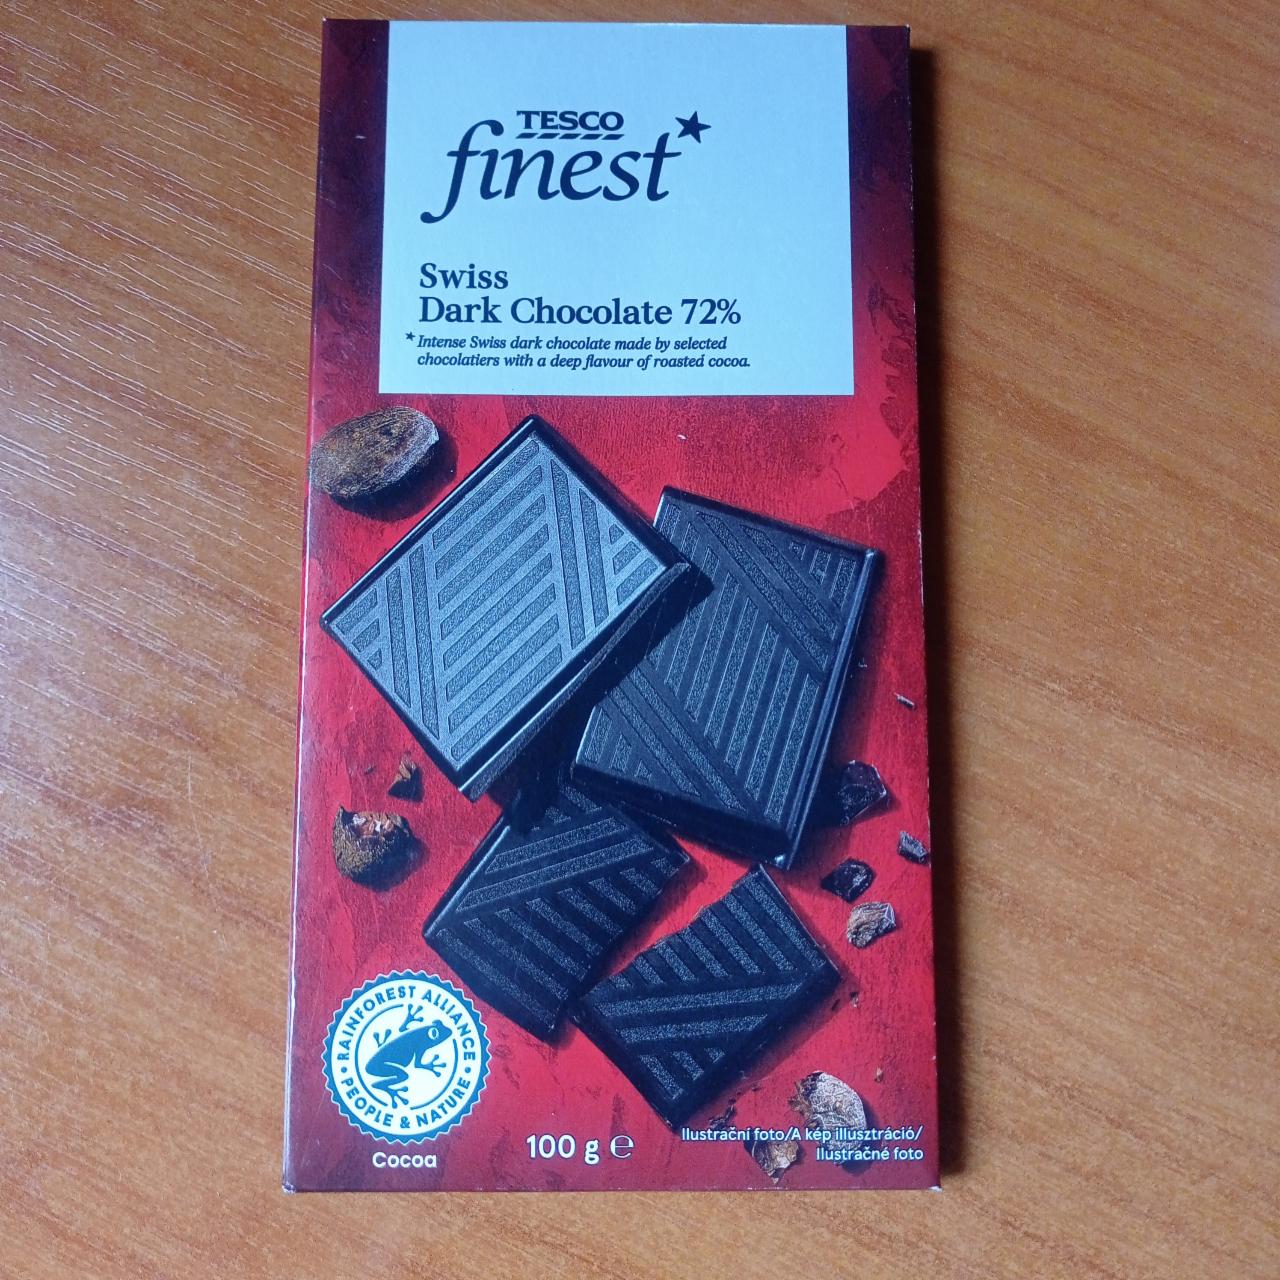 TESCO
finest*
Swiss
Dark Chocolate 72%
*Intense Swiss dark chocolate made by selected
chocolatiers with a deep flavour of roasted cocoa.
RAINFOREST ALLIANCE
• PEOPLE & NATURE •
Cocoa
100 g ℮
Ilustrační foto/A kép illusztráció/
Ilustračné foto